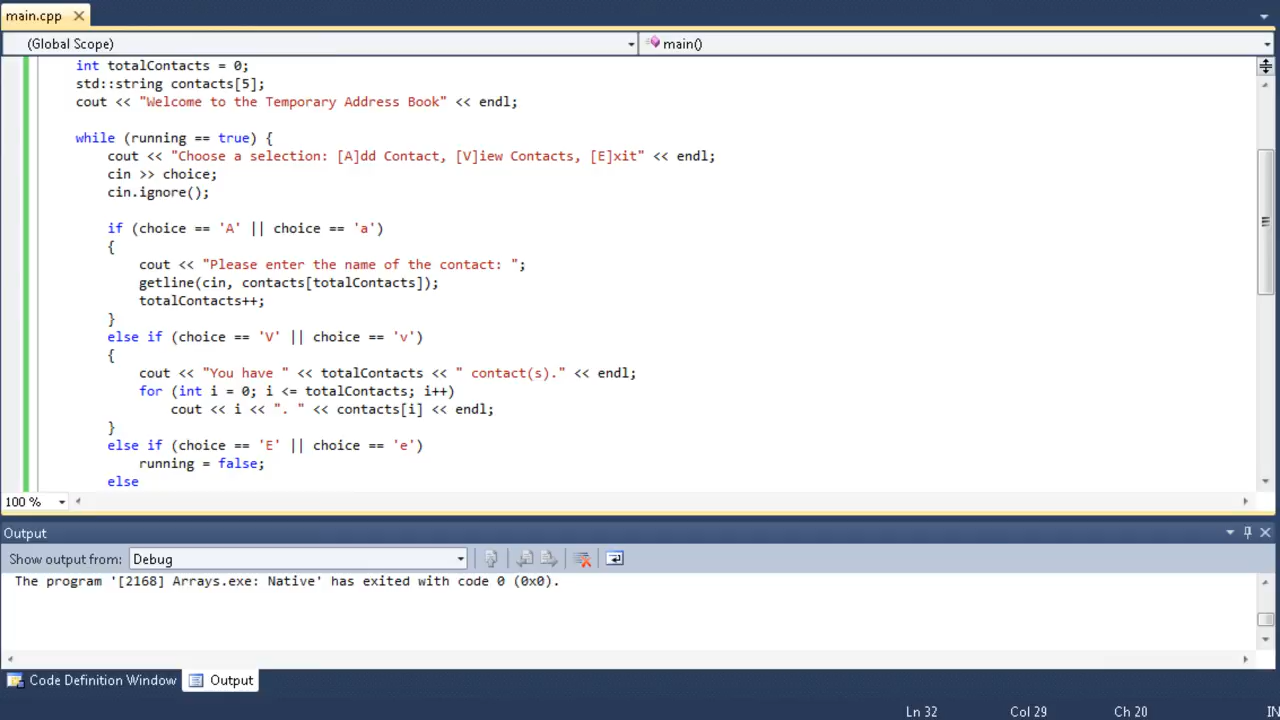 main.cpp
(Global Scope) main()
int totalContacts = 0;
std::string contacts[5];
cout << "Welcome to the Temporary Address Book" << endl;
while (running == true) {
cout << "Choose a selection: [A]dd Contact, [V]iew Contacts, [E]xit" << endl;
cin >> choice;
cin.ignore();
if (choice == 'A' || choice == 'a')
{
cout << "Please enter the name of the contact: ";
getline(cin, contacts[totalContacts]);
totalContacts++;
}
else if (choice == 'V' || choice == 'v')
{
cout << "You have " << totalContacts << " contact(s)." << endl;
for (int i = 0; i <= totalContacts; i++)
cout << i << ". " << contacts[i] << endl;
}
else if (choice == 'E' || choice == 'e')
running = false;
else
100 %
Output
Show output from: Debug
The program '[2168] Arrays.exe: Native' has exited with code 0 (0x0).
Code Definition Window Output
Ln 32 Col 29 Ch 20 IN